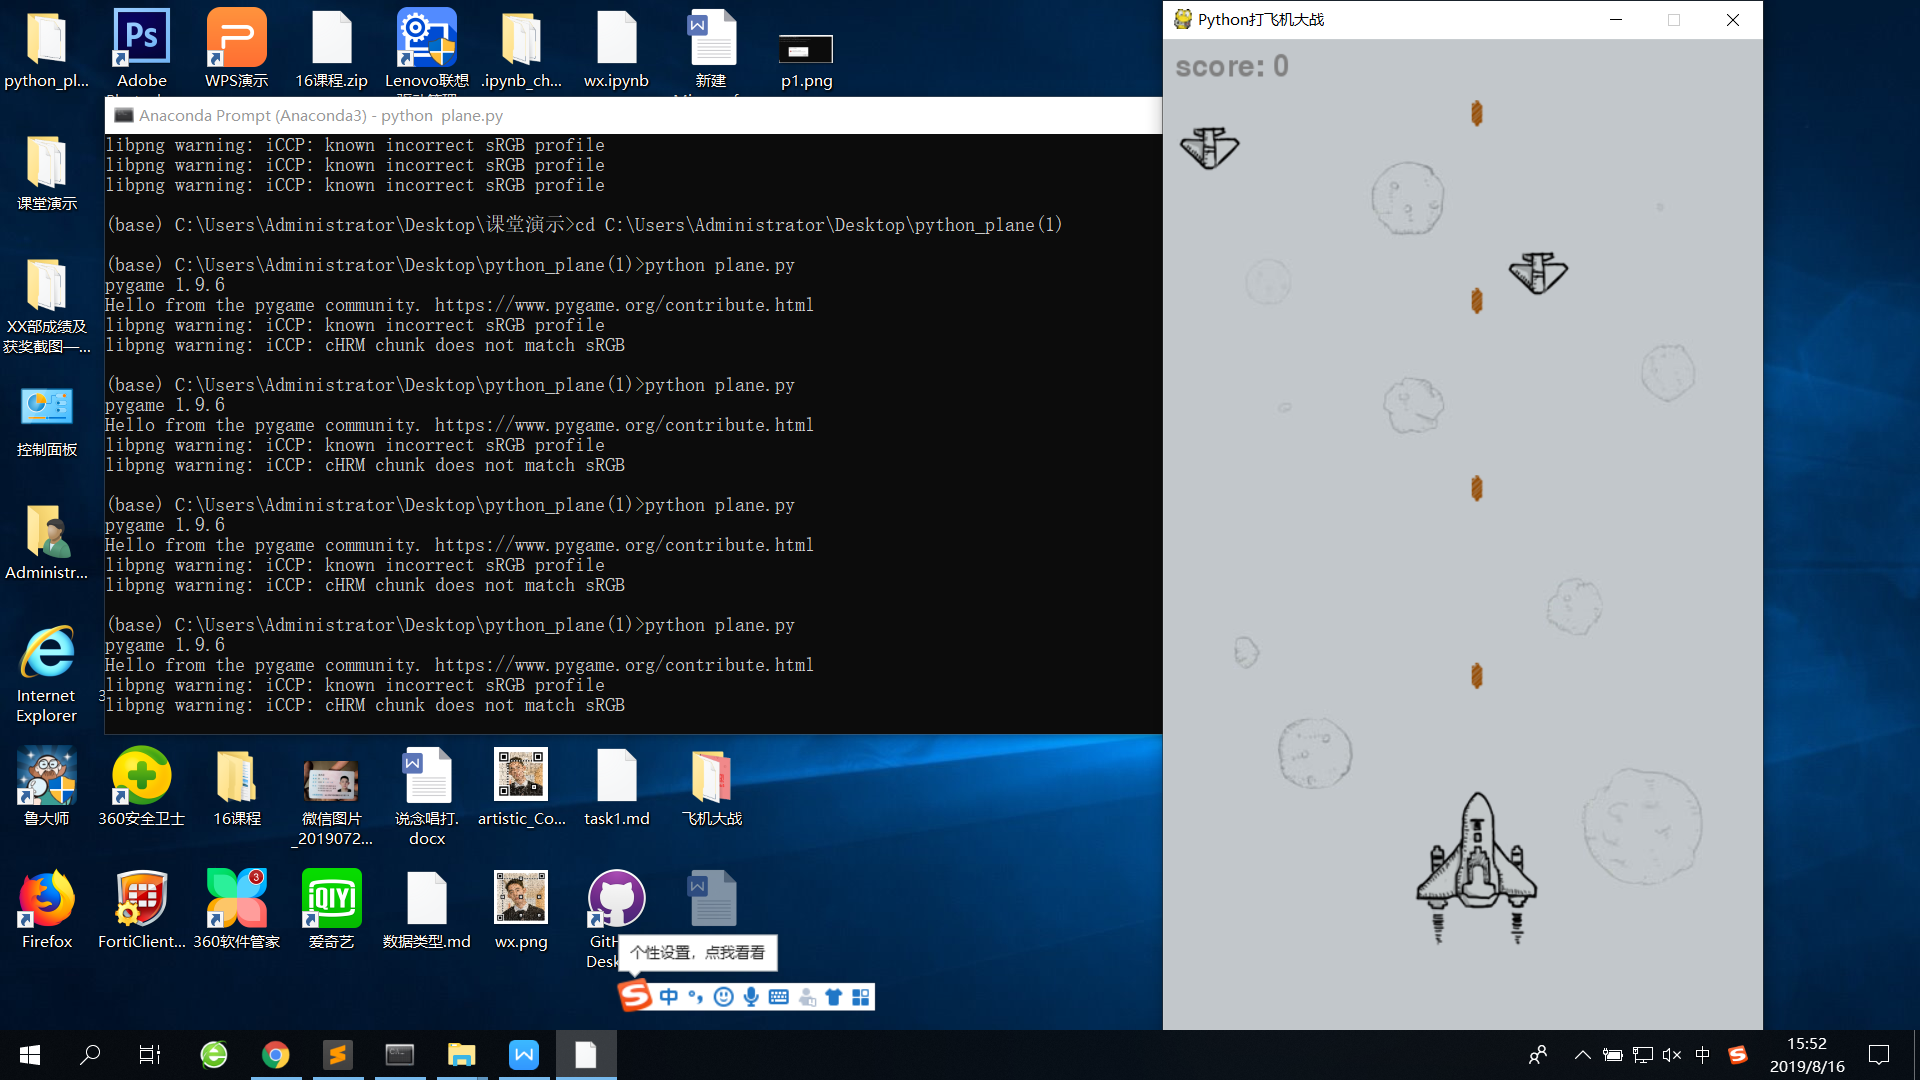 python_pl...
Adobe
WPS演示
16课程.zip
Lenovo联想
.ipynb_ch...
wx.ipynb
新建
p1.png
Python打飞机大战
score: 0
Anaconda Prompt (Anaconda3) - python  plane.py
libpng warning: iCCP: known incorrect sRGB profile
libpng warning: iCCP: known incorrect sRGB profile
libpng warning: iCCP: known incorrect sRGB profile
(base) C:\Users\Administrator\Desktop\课堂演示>cd C:\Users\Administrator\Desktop\python_plane(1)
(base) C:\Users\Administrator\Desktop\python_plane(1)>python plane.py
pygame 1.9.6
Hello from the pygame community. https://www.pygame.org/contribute.html
libpng warning: iCCP: known incorrect sRGB profile
libpng warning: iCCP: cHRM chunk does not match sRGB
(base) C:\Users\Administrator\Desktop\python_plane(1)>python plane.py
pygame 1.9.6
Hello from the pygame community. https://www.pygame.org/contribute.html
libpng warning: iCCP: known incorrect sRGB profile
libpng warning: iCCP: cHRM chunk does not match sRGB
(base) C:\Users\Administrator\Desktop\python_plane(1)>python plane.py
pygame 1.9.6
Hello from the pygame community. https://www.pygame.org/contribute.html
libpng warning: iCCP: known incorrect sRGB profile
libpng warning: iCCP: cHRM chunk does not match sRGB
(base) C:\Users\Administrator\Desktop\python_plane(1)>python plane.py
pygame 1.9.6
Hello from the pygame community. https://www.pygame.org/contribute.html
libpng warning: iCCP: known incorrect sRGB profile
libpng warning: iCCP: cHRM chunk does not match sRGB
课堂演示
XX部成绩及
获奖截图—...
控制面板
Administr...
Internet
Explorer
鲁大师
360安全卫士
16课程
微信图片
_2019072...
说念唱打.
docx
artistic_Co...
task1.md
飞机大战
Firefox
FortiClient...
360软件管家
爱奇艺
数据类型.md
wx.png
GitH
Desk
个性设置，点我看看
中
中
15:52
2019/8/16